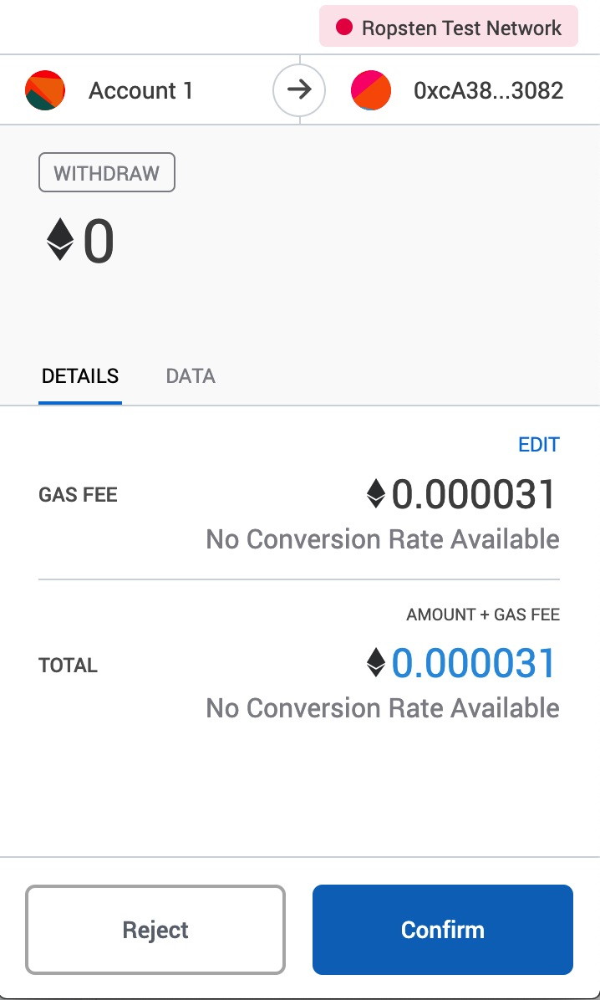 Ropsten Test Network
Account 1
0xcA38...3082
WITHDRAW
0
DETAILS
DATA
EDIT
GAS FEE
0.000031
No Conversion Rate Available
AMOUNT + GAS FEE
TOTAL
0.000031
No Conversion Rate Available
Reject
Confirm